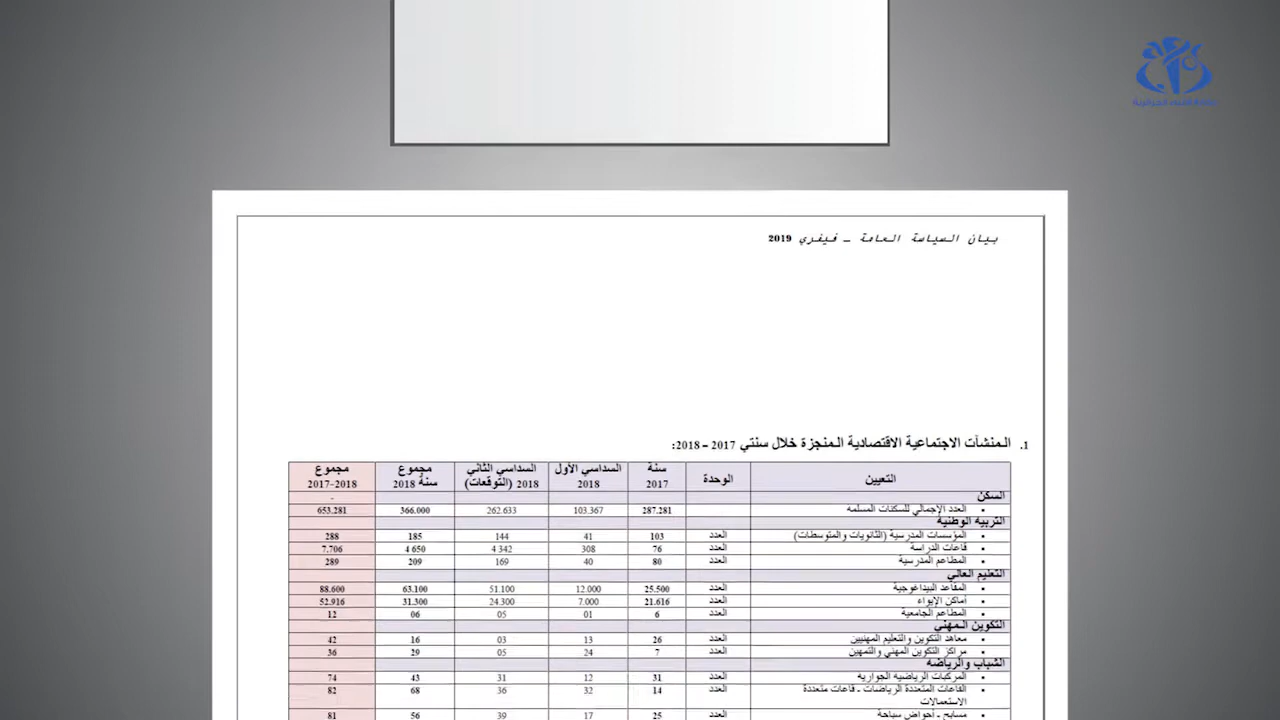 بيان السياسة العامة – فيفري 2019
1. الـمنشآت الاجتماعية الاقتصادية الـمنجزة خلال سنتي 2017 – 2018:
التعيين الوحدة سنة 2017 السداسي الأول 2018 السداسي الثاني 2018 (التوقعات) مجموع سنة 2018 مجموع 2017-2018
السكن -
• العدد الإجمالي للسكنات المسلمة 287.281 103.367 262.633 366.000 653.281
التربية الوطنية
• المؤسسات المدرسية (الثانويات والمتوسطات) العدد 103 41 144 185 288
• قاعات الدراسة العدد 76 308 4 342 4 650 7.706
• المطاعم المدرسية العدد 80 40 169 209 289
التعليم العالي
• المقاعد البيداغوجية العدد 25.500 12.000 51.100 63.100 88.600
• أماكن الإيواء العدد 21.616 7.000 24.300 31.300 52.916
• المطاعم الجامعية العدد 6 01 05 06 12
التكوين الـمهني
• معاهد التكوين والتعليم المهنيين العدد 26 13 03 16 42
• مراكز التكوين المهني والتمهين العدد 7 24 05 29 36
الشباب والرياضة
• المركبات الرياضية الجوارية العدد 31 12 31 43 74
• القاعات المتعددة الرياضات - قاعات متعددة الاستعمالات العدد 14 32 36 68 82
• مسابح - أحواض سباحة العدد 25 17 39 56 81